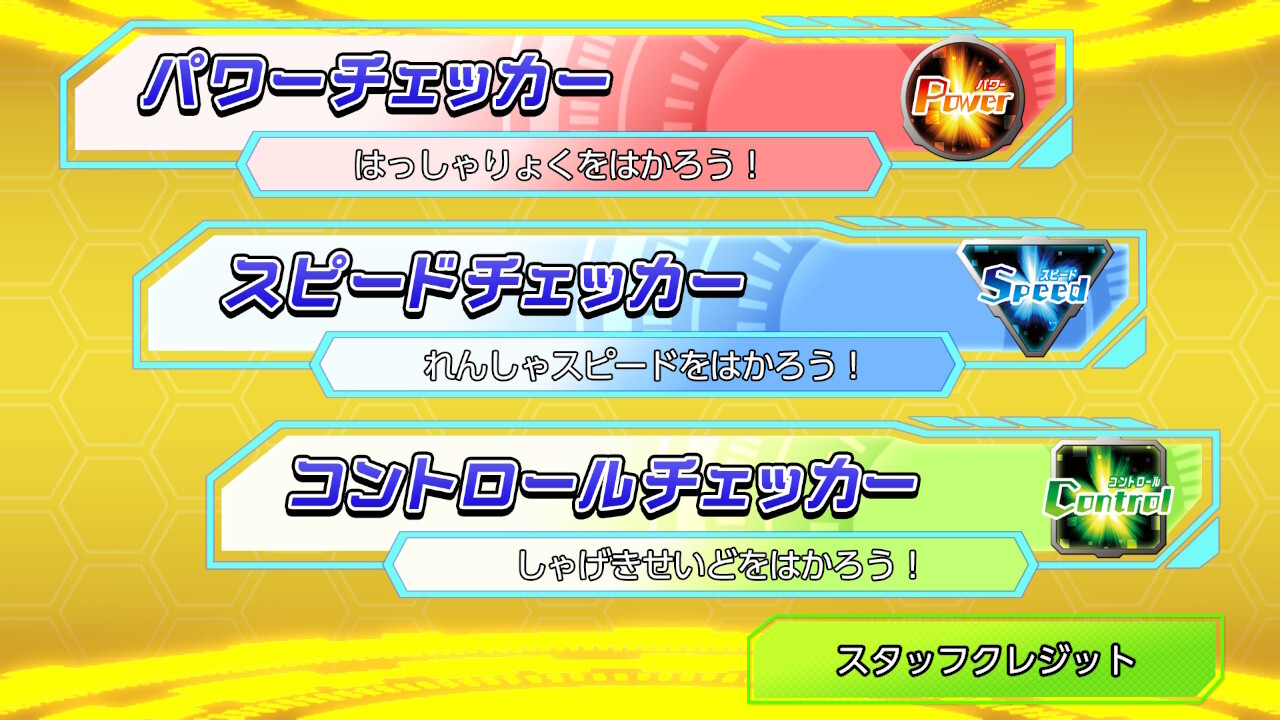 パワーチェッカー
パワー
Power
はっしゃりょくをはかろう！
スピードチェッカー
スピード
Speed
れんしゃスピードをはかろう！
コントロールチェッカー
コントロール
Control
しゃげきせいどをはかろう！
スタッフクレジット